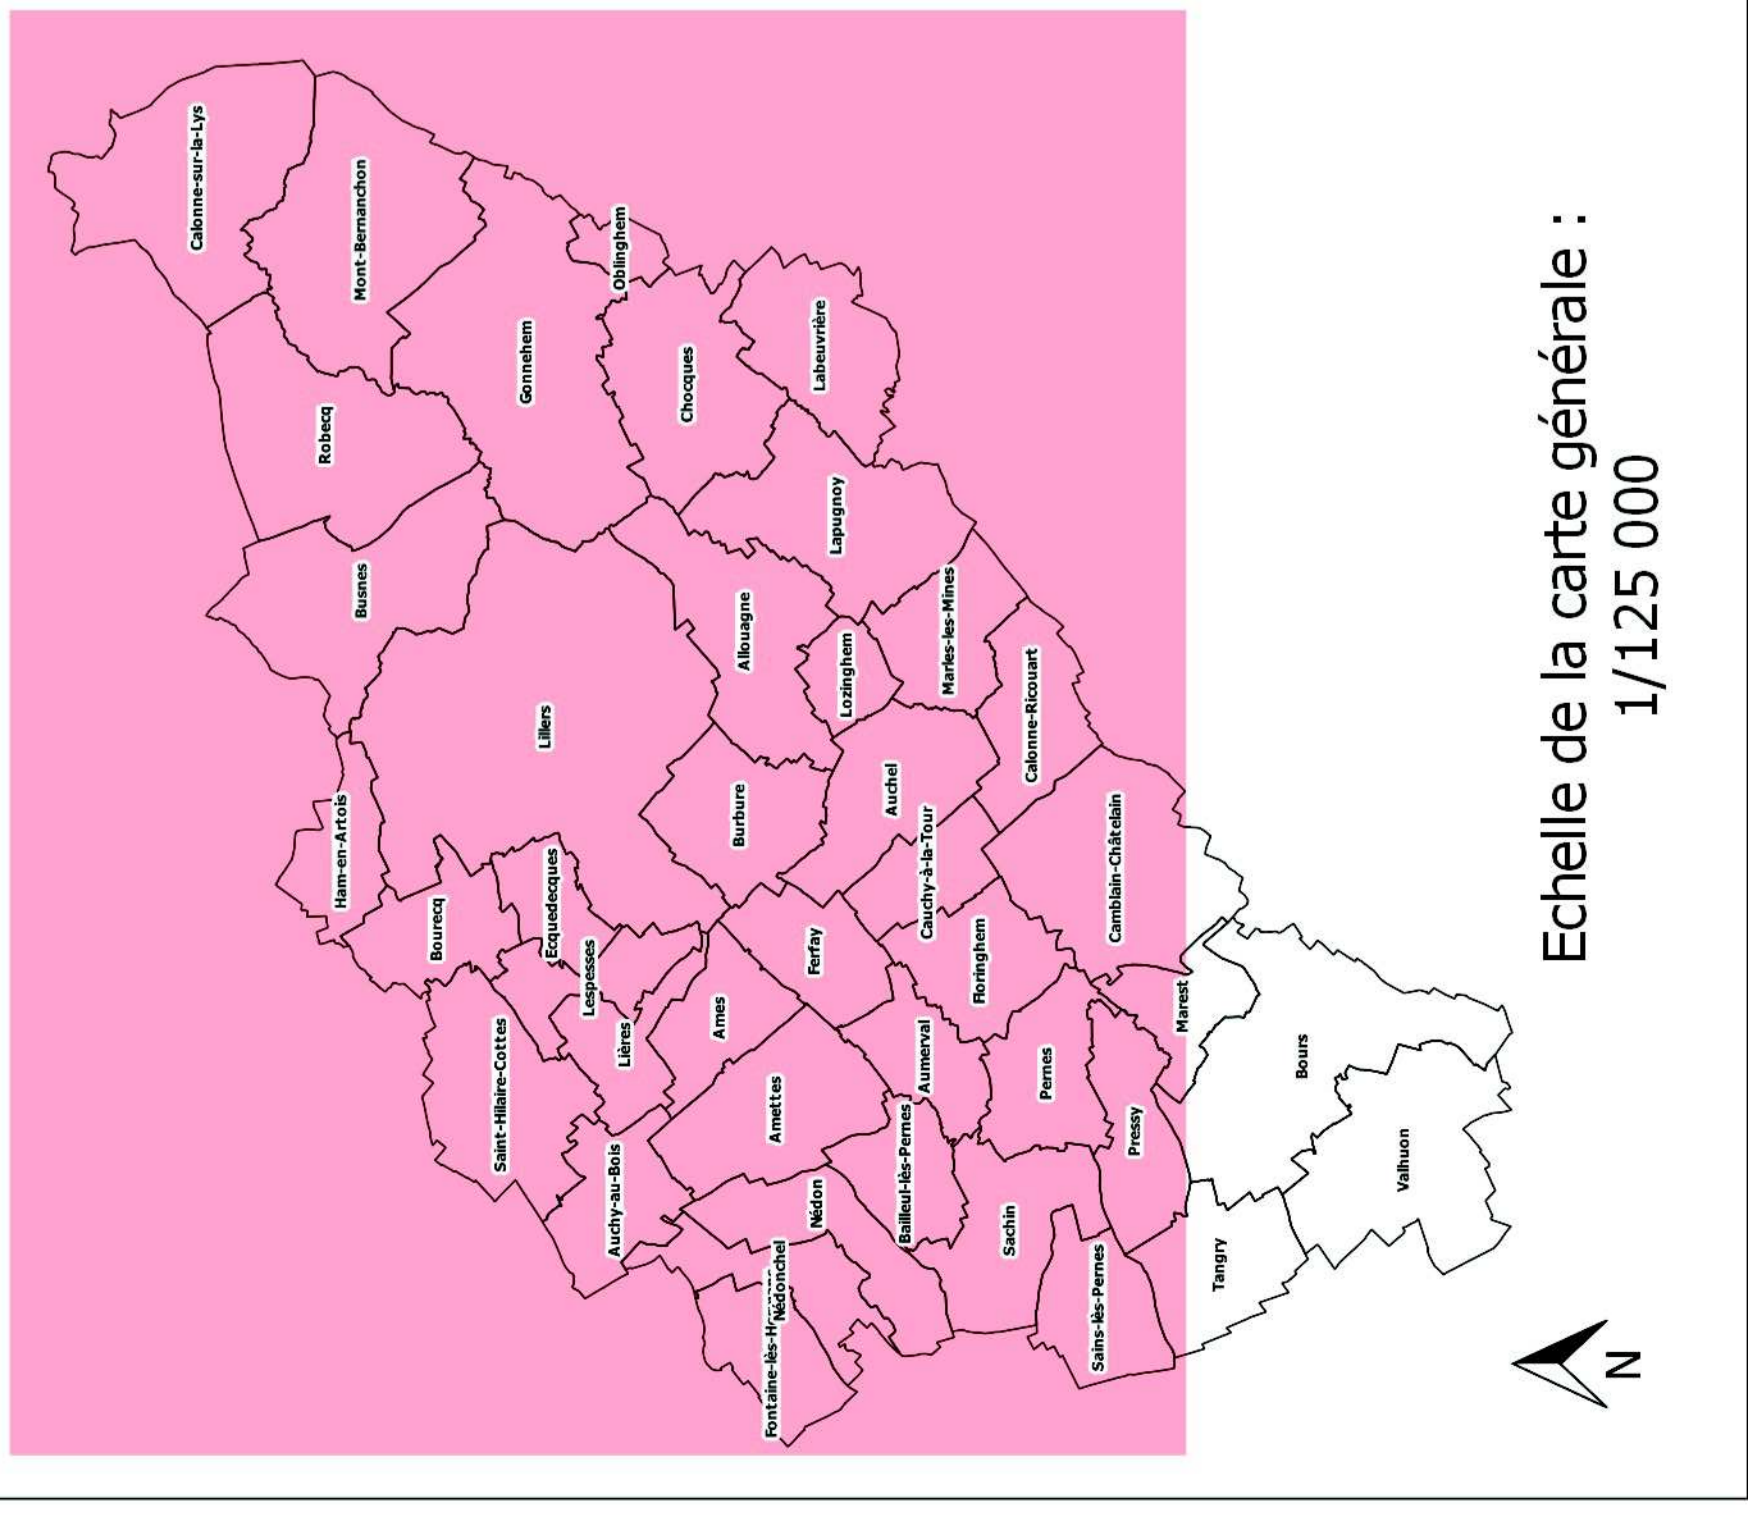 Calonne-sur-la-Lys
Mont-Bernanchon
Robecq
Busnes
Ham-en-Artois
Bourecq
Saint-Hilaire-Cottes
Gonnehem
Lillers
Ecquedecques
Lespesses
Lières
Auchy-au-Bois
Oblinghem
Chocques
Labeuvrière
Lapugnoy
Allouagne
Burbure
Ames
Amettes
Ferfay
Nédon
Nédonchel
Fontaine-lès-
Lozinghem
Marles-les-Mines
Auchel
Cauchy-à-la-Tour
Calonne-Ricouart
Floringhem
Aumerval
Bailleul-lès-Pernes
Camblain-Châtelain
Pernes
Sachin
Pressy
Sains-lès-Pernes
Marest
Tangry
Bours
Valhuon
Echelle de la carte générale :
1/125 000
N